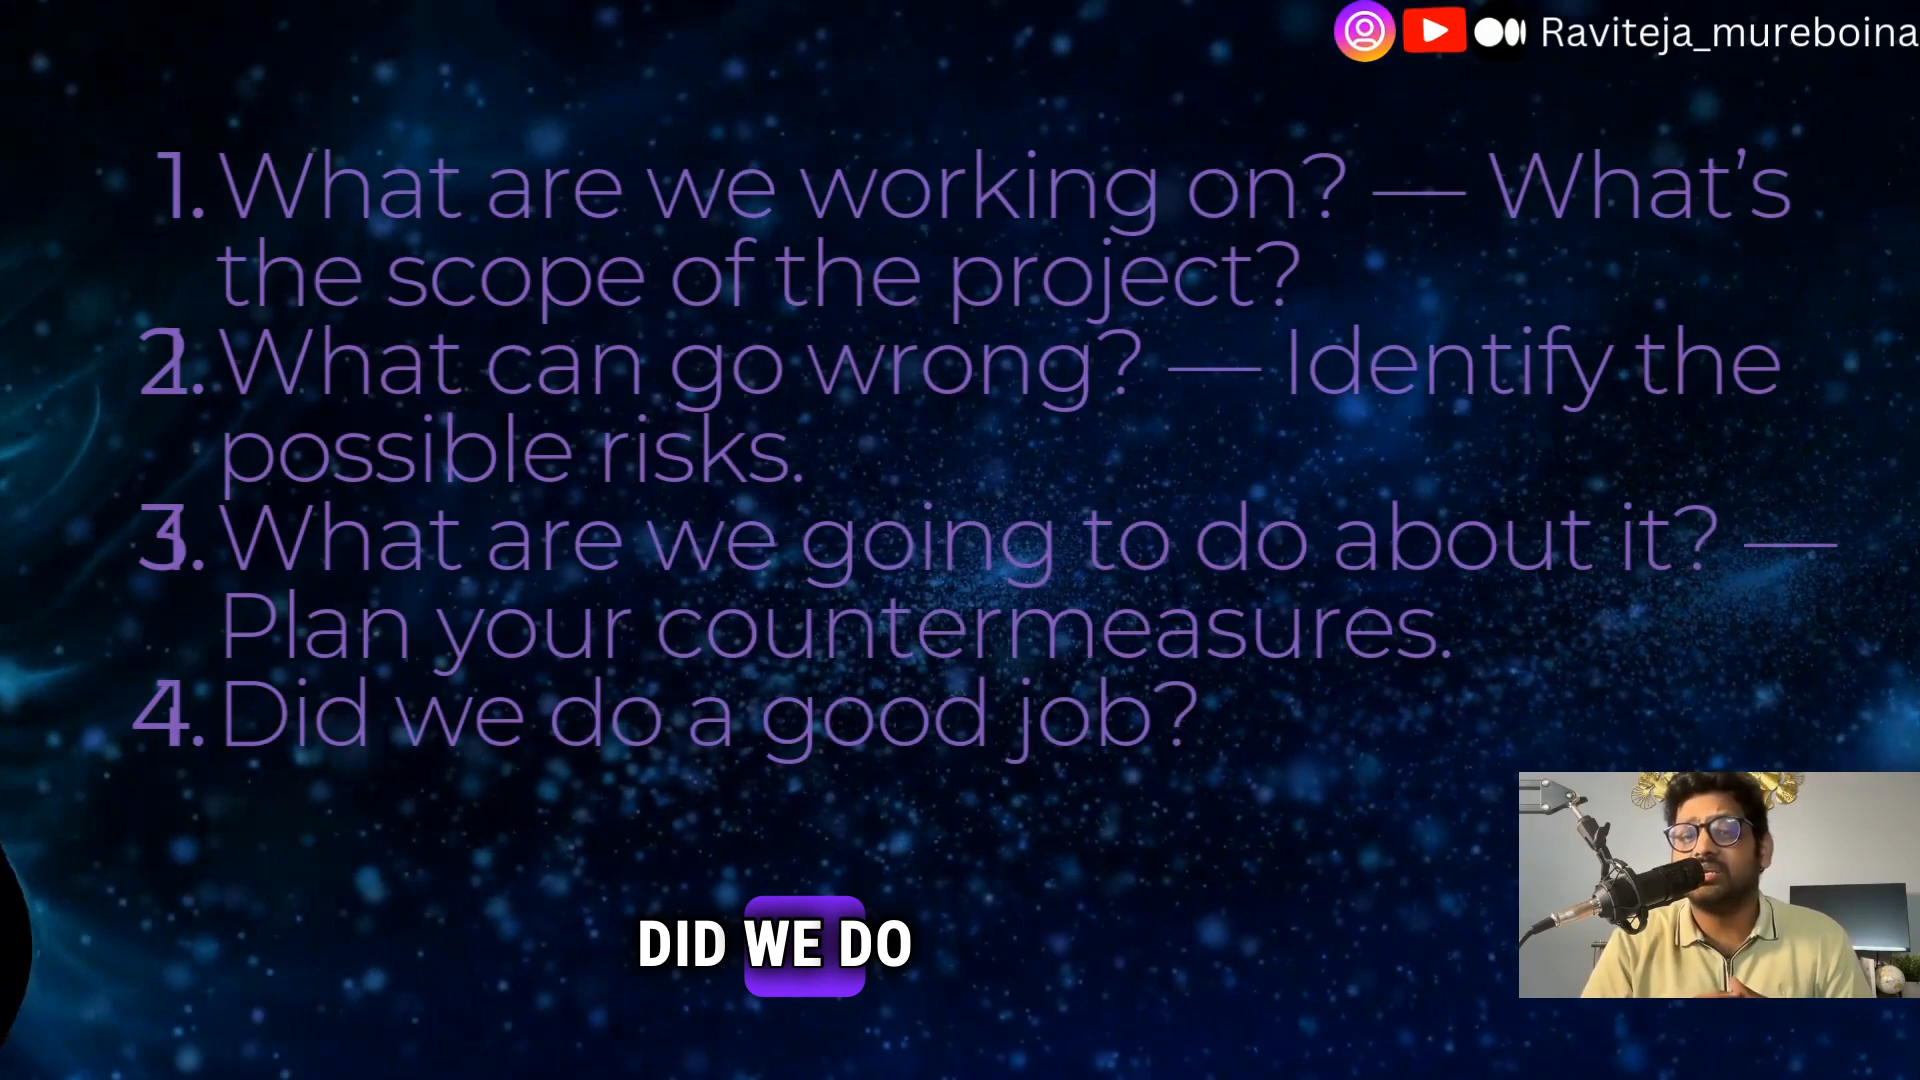 Raviteja_mureboina
1. What are we working on? — What’s
the scope of the project?
2. What can go wrong? — Identify the
possible risks.
3. What are we going to do about it? —
Plan your countermeasures.
4. Did we do a good job?
DID WE DO